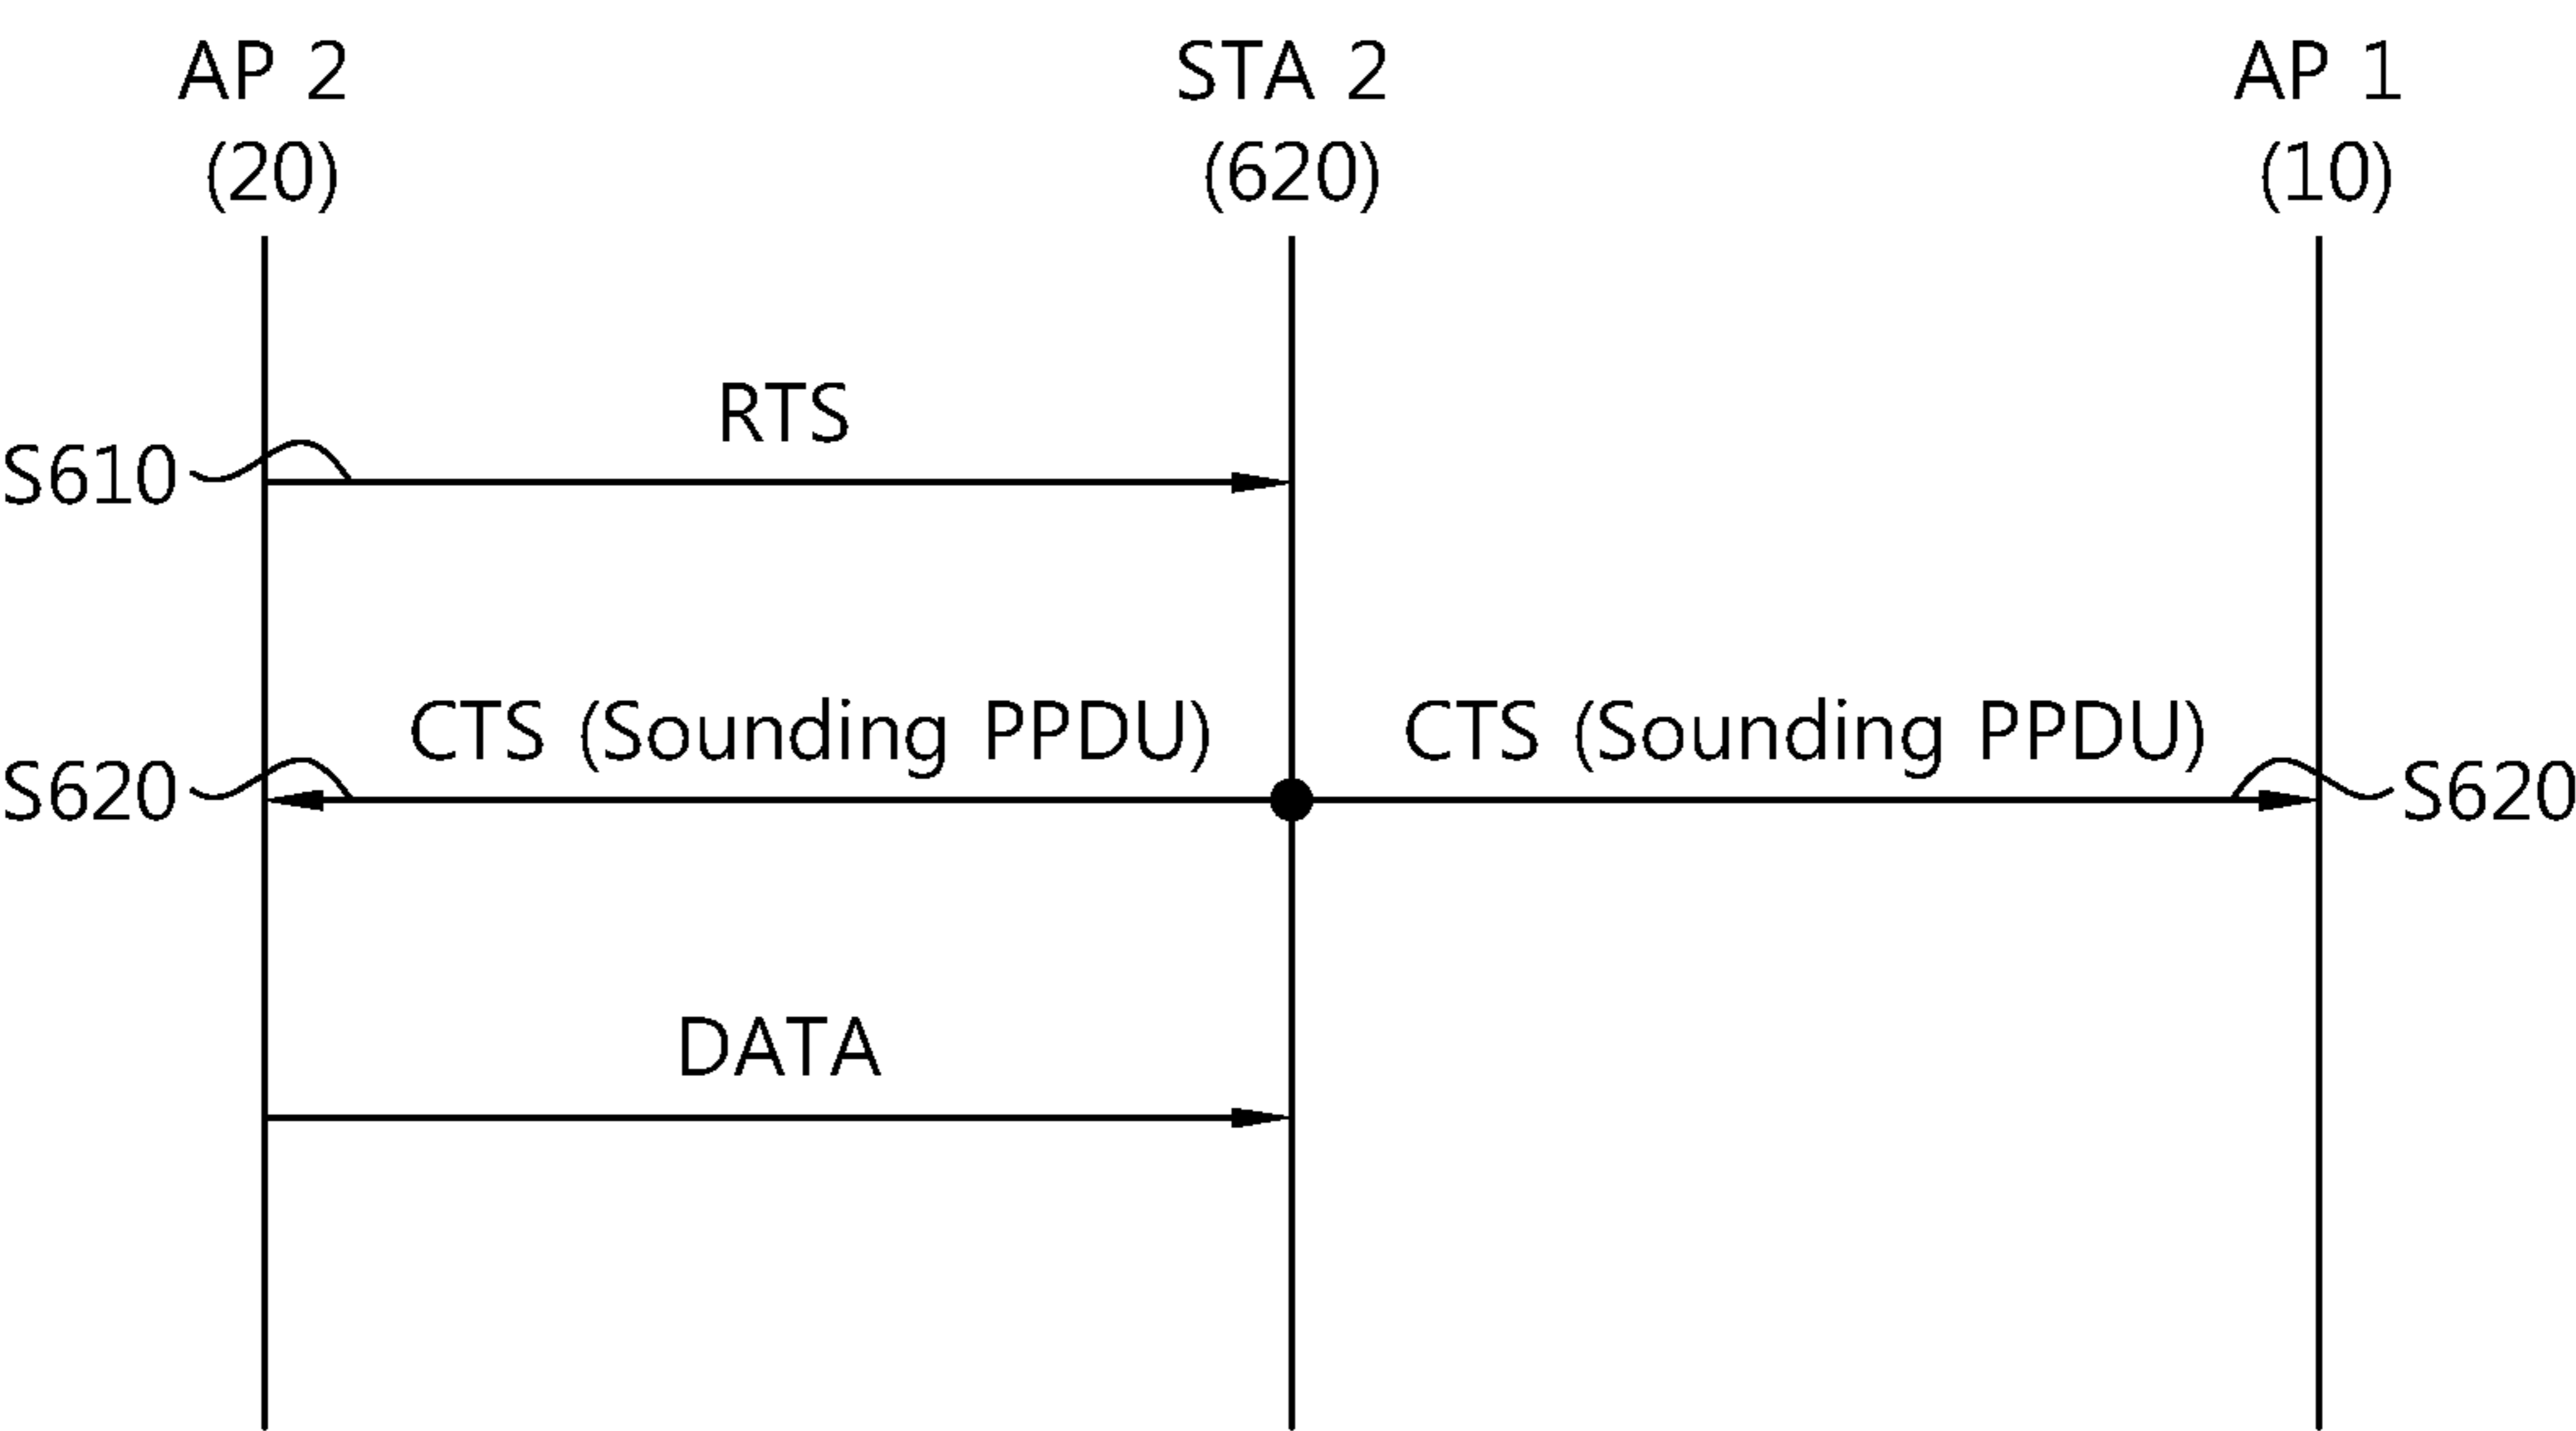 AP 2
(20)
STA 2
(620)
AP 1
(10)
RTS
S610
CTS (Sounding PPDU)
CTS (Sounding PPDU)
S620
S620
DATA